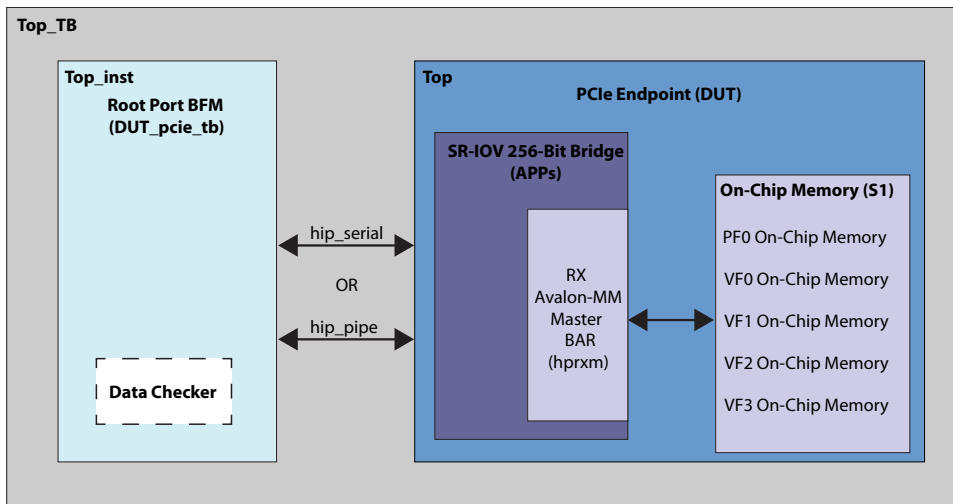 Top_TB
Top_inst
Root Port BFM
(DUT_pcie_tb)
Data Checker
hip_serial
OR
hip_pipe
Top
PCIe Endpoint (DUT)
SR-IOV 256-Bit Bridge
(APPs)
RX
Avalon-MM
Master
BAR
(hprxm)
On-Chip Memory (S1)
PF0 On-Chip Memory
VF0 On-Chip Memory
VF1 On-Chip Memory
VF2 On-Chip Memory
VF3 On-Chip Memory